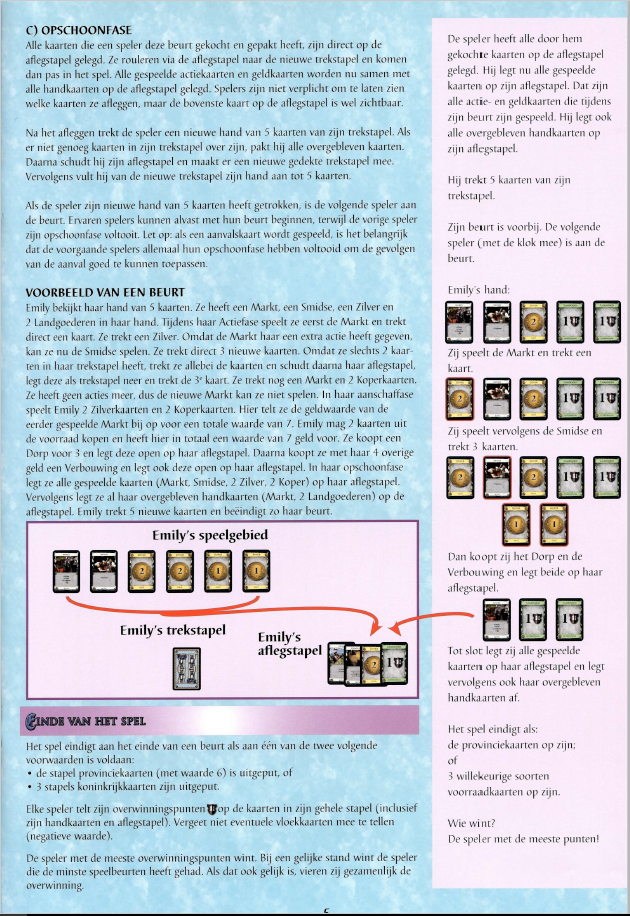 C) OPSCHOONFASE
Alle kaarten die een speler deze beurt gekocht en gepakt heeft, zijn direct op de
aflegstapel gelegd. Ze rouleren via de aflegstapel naar de nieuwe trekstapel en komen
dan pas in het spel. Alle gespeelde actiekaarten en geldkaarten worden nu samen met
alle handkaarten op de aflegstapel gelegd. Spelers zijn niet verplicht om te laten zien
welke kaarten ze afleggen, maar de bovenste kaart op de aflegstapel is wel zichtbaar.
Na het afleggen trekt de speler een nieuwe hand van 5 kaarten van zijn trekstapel. Als
er niet genoeg kaarten in zijn trekstapel over zijn, pakt hij alle overgebleven kaarten.
Daarna schudt hij zijn aflegstapel en maakt er een nieuwe gedekte trekstapel mee.
Vervolgens vult hij van de nieuwe trekstapel zijn hand aan tot 5 kaarten.
Als de speler zijn nieuwe hand van 5 kaarten heeft getrokken, is de volgende speler aan
de beurt. Ervaren spelers kunnen alvast met hun beurt beginnen, terwijl de vorige speler
zijn opschoonfase voltooit. Let op: als een aanvalskaart wordt gespeeld, is het belangrijk
dat de voorgaande spelers allemaal hun opschoonfase hebben voltooid om de gevolgen
van de aanval goed te kunnen toepassen.
VOORBEELD VAN EEN BEURT
Emily bekijkt haar hand van 5 kaarten. Ze heeft een Markt, een Smidse, een Zilver en
2 Landgoederen in haar hand. Tijdens haar Actiefase speelt ze eerst de Markt en trekt
direct een kaart. Ze trekt een Zilver. Omdat de Markt haar een extra actie heeft gegeven,
kan ze nu de Smidse spelen. Ze trekt direct 3 nieuwe kaarten. Omdat ze slechts 2 kaar-
ten in haar trekstapel heeft, trekt ze allebei de kaarten en schudt daarna haar aflegstapel,
legt deze als trekstapel neer en trekt de 3e kaart. Ze trekt nog een Markt en 2 Koperkaarten.
Ze heeft geen acties meer, dus de nieuwe Markt kan ze niet spelen. In haar aanschaffase
speelt Emily 2 Zilverkaarten en 2 Koperkaarten. Hier telt ze de geldwaarde van de
eerder gespeelde Markt bij op voor een totale waarde van 7. Emily mag 2 kaarten uit
de voorraad kopen en heeft hier in totaal een waarde van 7 geld voor. Ze koopt een
Dorp voor 3 en legt deze open op haar aflegstapel. Daarna koopt ze met haar 4 overige
geld een Verbouwing en legt ook deze open op haar aflegstapel. In haar opschoonfase
legt ze alle gespeelde kaarten (Markt, Smidse, 2 Zilver, 2 Koper) op haar aflegstapel.
Vervolgens legt ze al haar overgebleven handkaarten (Markt, 2 Landgoederen) op de
aflegstapel. Emily trekt 5 nieuwe kaarten en beëindigt zo haar beurt.
Emily's speelgebied
2 2 1 1
Emily's trekstapel
Emily's
aflegstapel
2 1
EINDE VAN HET SPEL
Het spel eindigt aan het einde van een beurt als aan één van de twee volgende
voorwaarden is voldaan:
• de stapel provinciekaarten (met waarde 6) is uitgeput, of
• 3 stapels koninkrijkkaarten zijn uitgeput.
Elke speler telt zijn overwinningspunten op de kaarten in zijn gehele stapel (inclusief
zijn handkaarten en aflegstapel). Vergeet niet eventuele vloekkaarten mee te tellen
(negatieve waarde).
De speler met de meeste overwinningspunten wint. Bij een gelijke stand wint de speler
die de minste speelbeurten heeft gehad. Als dat ook gelijk is, vieren zij gezamenlijk de
overwinning.
De speler heeft alle door hem
gekochte kaarten op de aflegstapel
gelegd. Hij legt nu alle gespeelde
kaarten op zijn aflegstapel. Dat zijn
alle actie- en geldkaarten die tijdens
zijn beurt zijn gespeeld. Hij legt ook
alle overgebleven handkaarten op
zijn aflegstapel.
Hij trekt 5 kaarten van zijn
trekstapel.
Zijn beurt is voorbij. De volgende
speler (met de klok mee) is aan de
beurt.
Emily's hand:
2 1 1
Zij speelt de Markt en trekt een
kaart.
2 2 1 1
Zij speelt vervolgens de Smidse en
trekt 3 kaarten.
2 2 1 1
1 1
Dan koopt zij het Dorp en de
Verbouwing en legt beide op haar
aflegstapel.
1 1
Tot slot legt zij alle gespeelde
kaarten op haar aflegstapel en legt
vervolgens ook haar overgebleven
handkaarten af.
Het spel eindigt als:
de provinciekaarten op zijn;
of
3 willekeurige soorten
voorraadkaarten op zijn.
Wie wint?
De speler met de meeste punten!